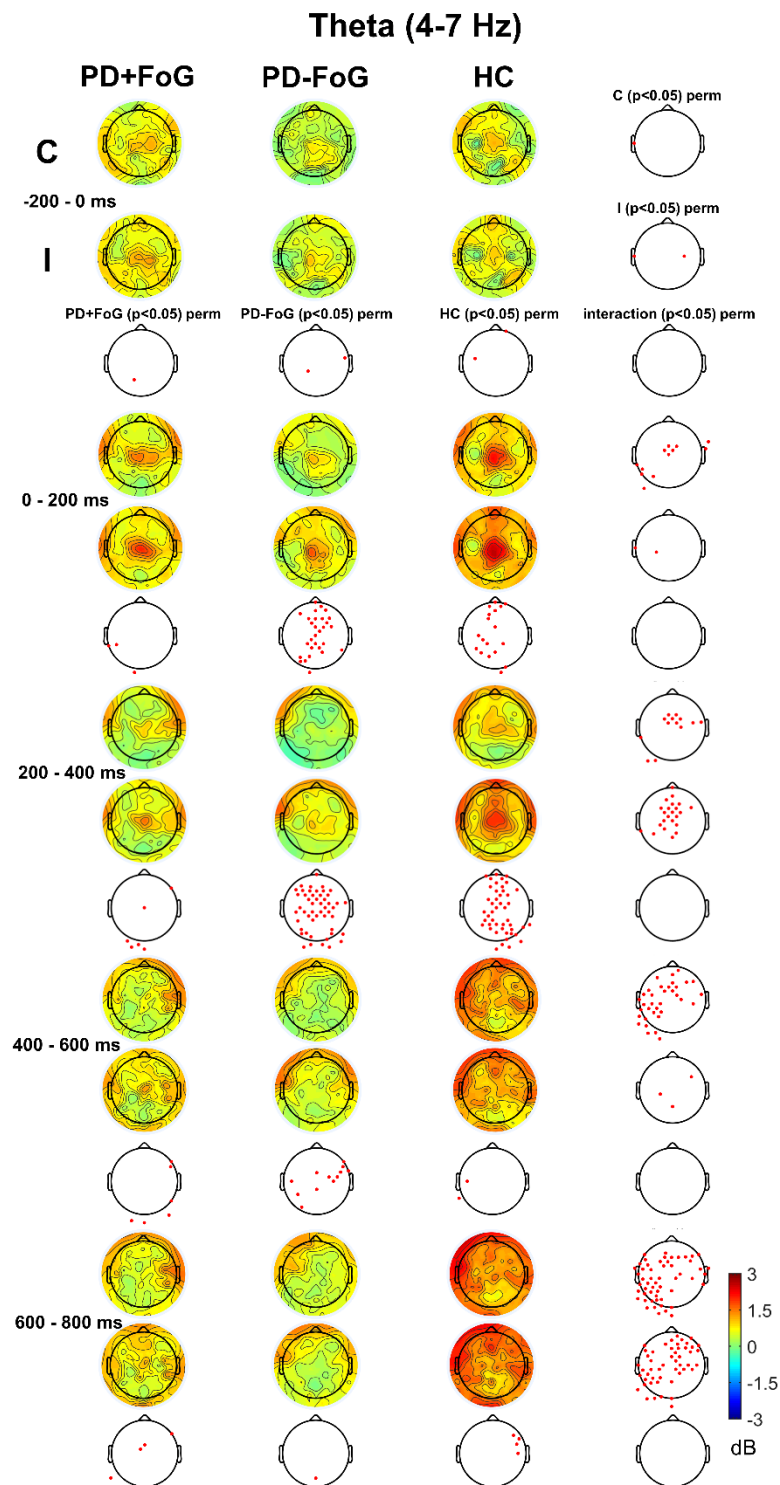 Theta (4-7 Hz)
PD+FoG PD-FoG HC
C (p<0.05) perm
C
-200 - 0 ms
I (p<0.05) perm
I
PD+FoG (p<0.05) perm PD-FoG (p<0.05) perm HC (p<0.05) perm interaction (p<0.05) perm
0 - 200 ms
200 - 400 ms
400 - 600 ms
600 - 800 ms
3
1.5
0
-1.5
-3
dB